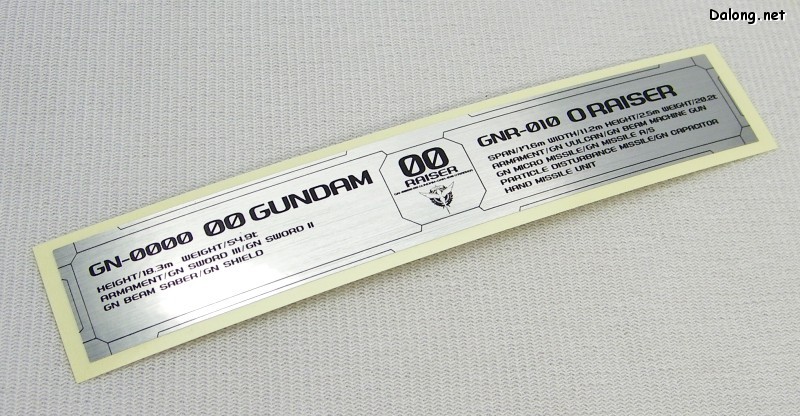 Dalong.net
GN-0000 00 GUNDAM
HEIGHT/18.3m WEIGHT/54.9t
ARMAMENT/GN SWORD III/GN SWORD II
GN BEAM SABER/GN SHIELD
00
RAISER
GNR-010 0 RAISER
SPAN/17.6m WIDTH/11.2m HEIGHT/2.5m WEIGHT/20.2t
ARMAMENT/GN VULCAN/GN BEAM MACHINE GUN
GN MICRO MISSILE/GN MISSILE A/S
PARTICLE DISTURBANCE MISSILE/GN CAPACITOR
HAND MISSILE UNIT